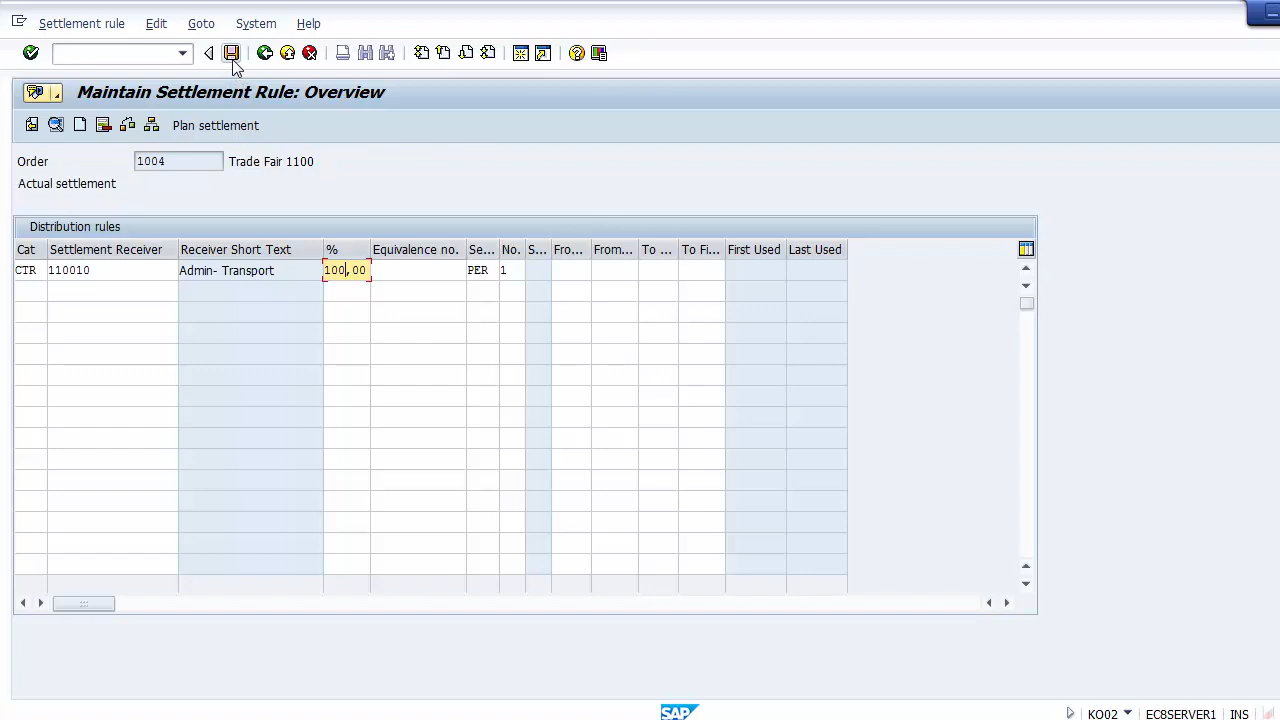 Settlement rule Edit Goto System Help
Maintain Settlement Rule: Overview
Plan settlement
Order 1004 Trade Fair 1100
Actual settlement
Distribution rules
Cat Settlement Receiver Receiver Short Text % Equivalence no. Se... No. S... Fro... From... To ... To Fi... First Used Last Used
CTR 110010 Admin- Transport 100,00 PER 1
SAP KO02 EC8SERVER1 INS